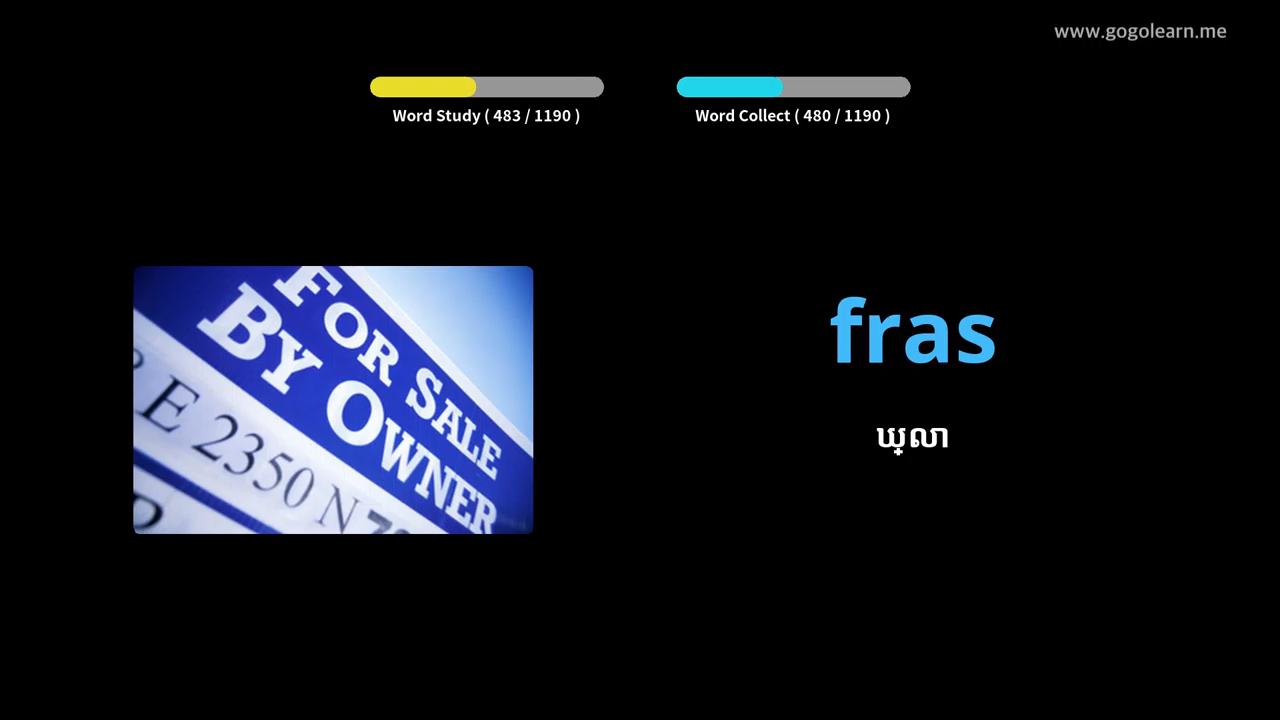 www.gogolearn.me
Word Study ( 483 / 1190 )
Word Collect ( 480 / 1190 )
FOR SALE
BY OWNER
E 2350 N
fras
ឃ្លា